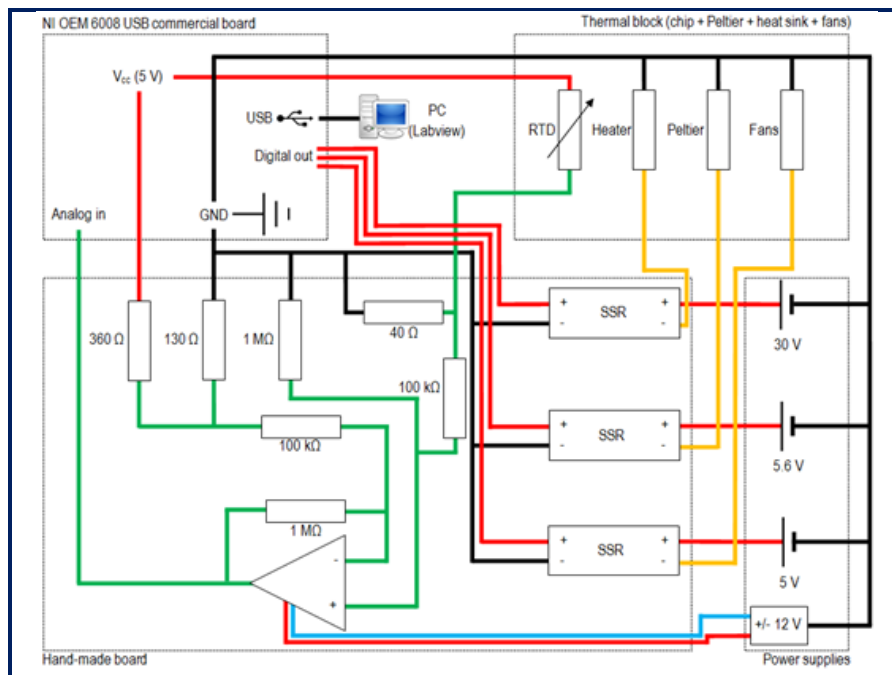 NI OEM 6008 USB commercial board
Thermal block (chip + Peltier + heat sink + fans)
Vcc (5 V)
USB
PC
(Labview)
Digital out
RTD
Heater
Peltier
Fans
Analog in
GND
360 Ω
130 Ω
1 MΩ
40 Ω
100 kΩ
100 kΩ
1 MΩ
-
+
+
-
SSR
+
-
30 V
+
-
SSR
+
-
5.6 V
+
-
SSR
+
-
5 V
+/- 12 V
Hand-made board
Power supplies